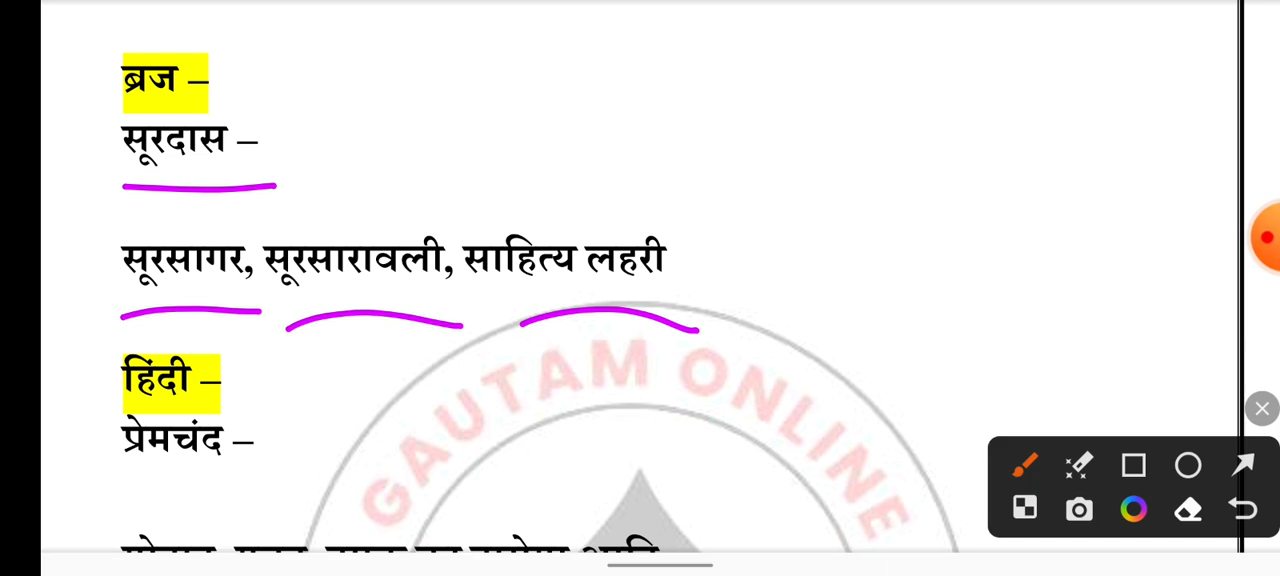 ब्रज –
सूरदास –
सूरसागर, सूरसारावली, साहित्य लहरी
हिंदी –
प्रेमचंद –
GAUTAM ONLINE